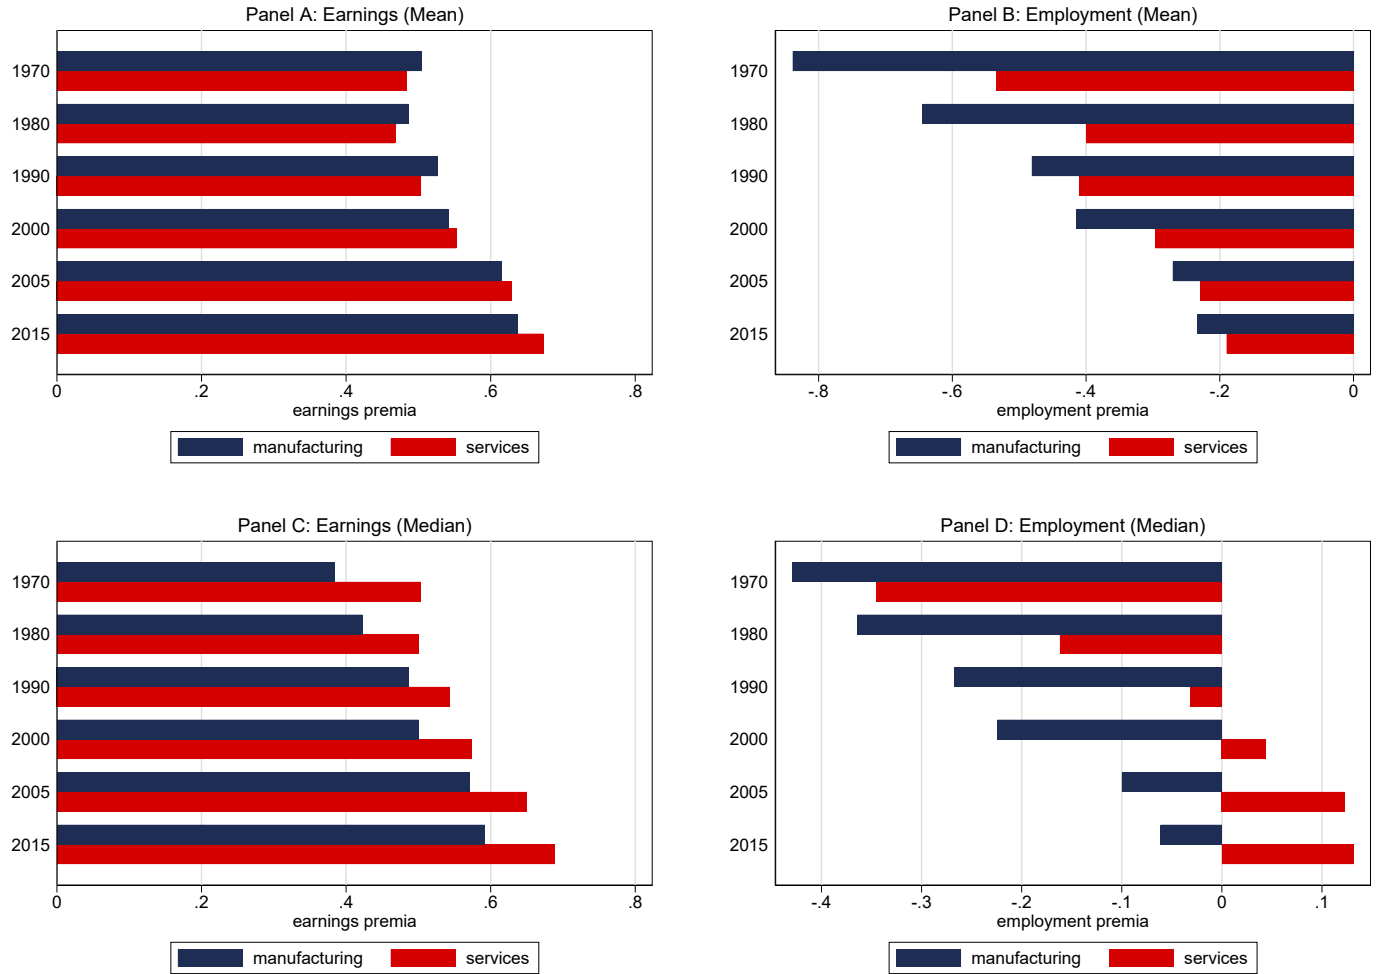 Panel A: Earnings (Mean)
1970
1980
1990
2000
2005
2015
0 .2 .4 .6 .8
earnings premia
manufacturing services
Panel B: Employment (Mean)
1970
1980
1990
2000
2005
2015
-.8 -.6 -.4 -.2 0
employment premia
manufacturing services
Panel C: Earnings (Median)
1970
1980
1990
2000
2005
2015
0 .2 .4 .6 .8
earnings premia
manufacturing services
Panel D: Employment (Median)
1970
1980
1990
2000
2005
2015
-.4 -.3 -.2 -.1 0 .1
employment premia
manufacturing services